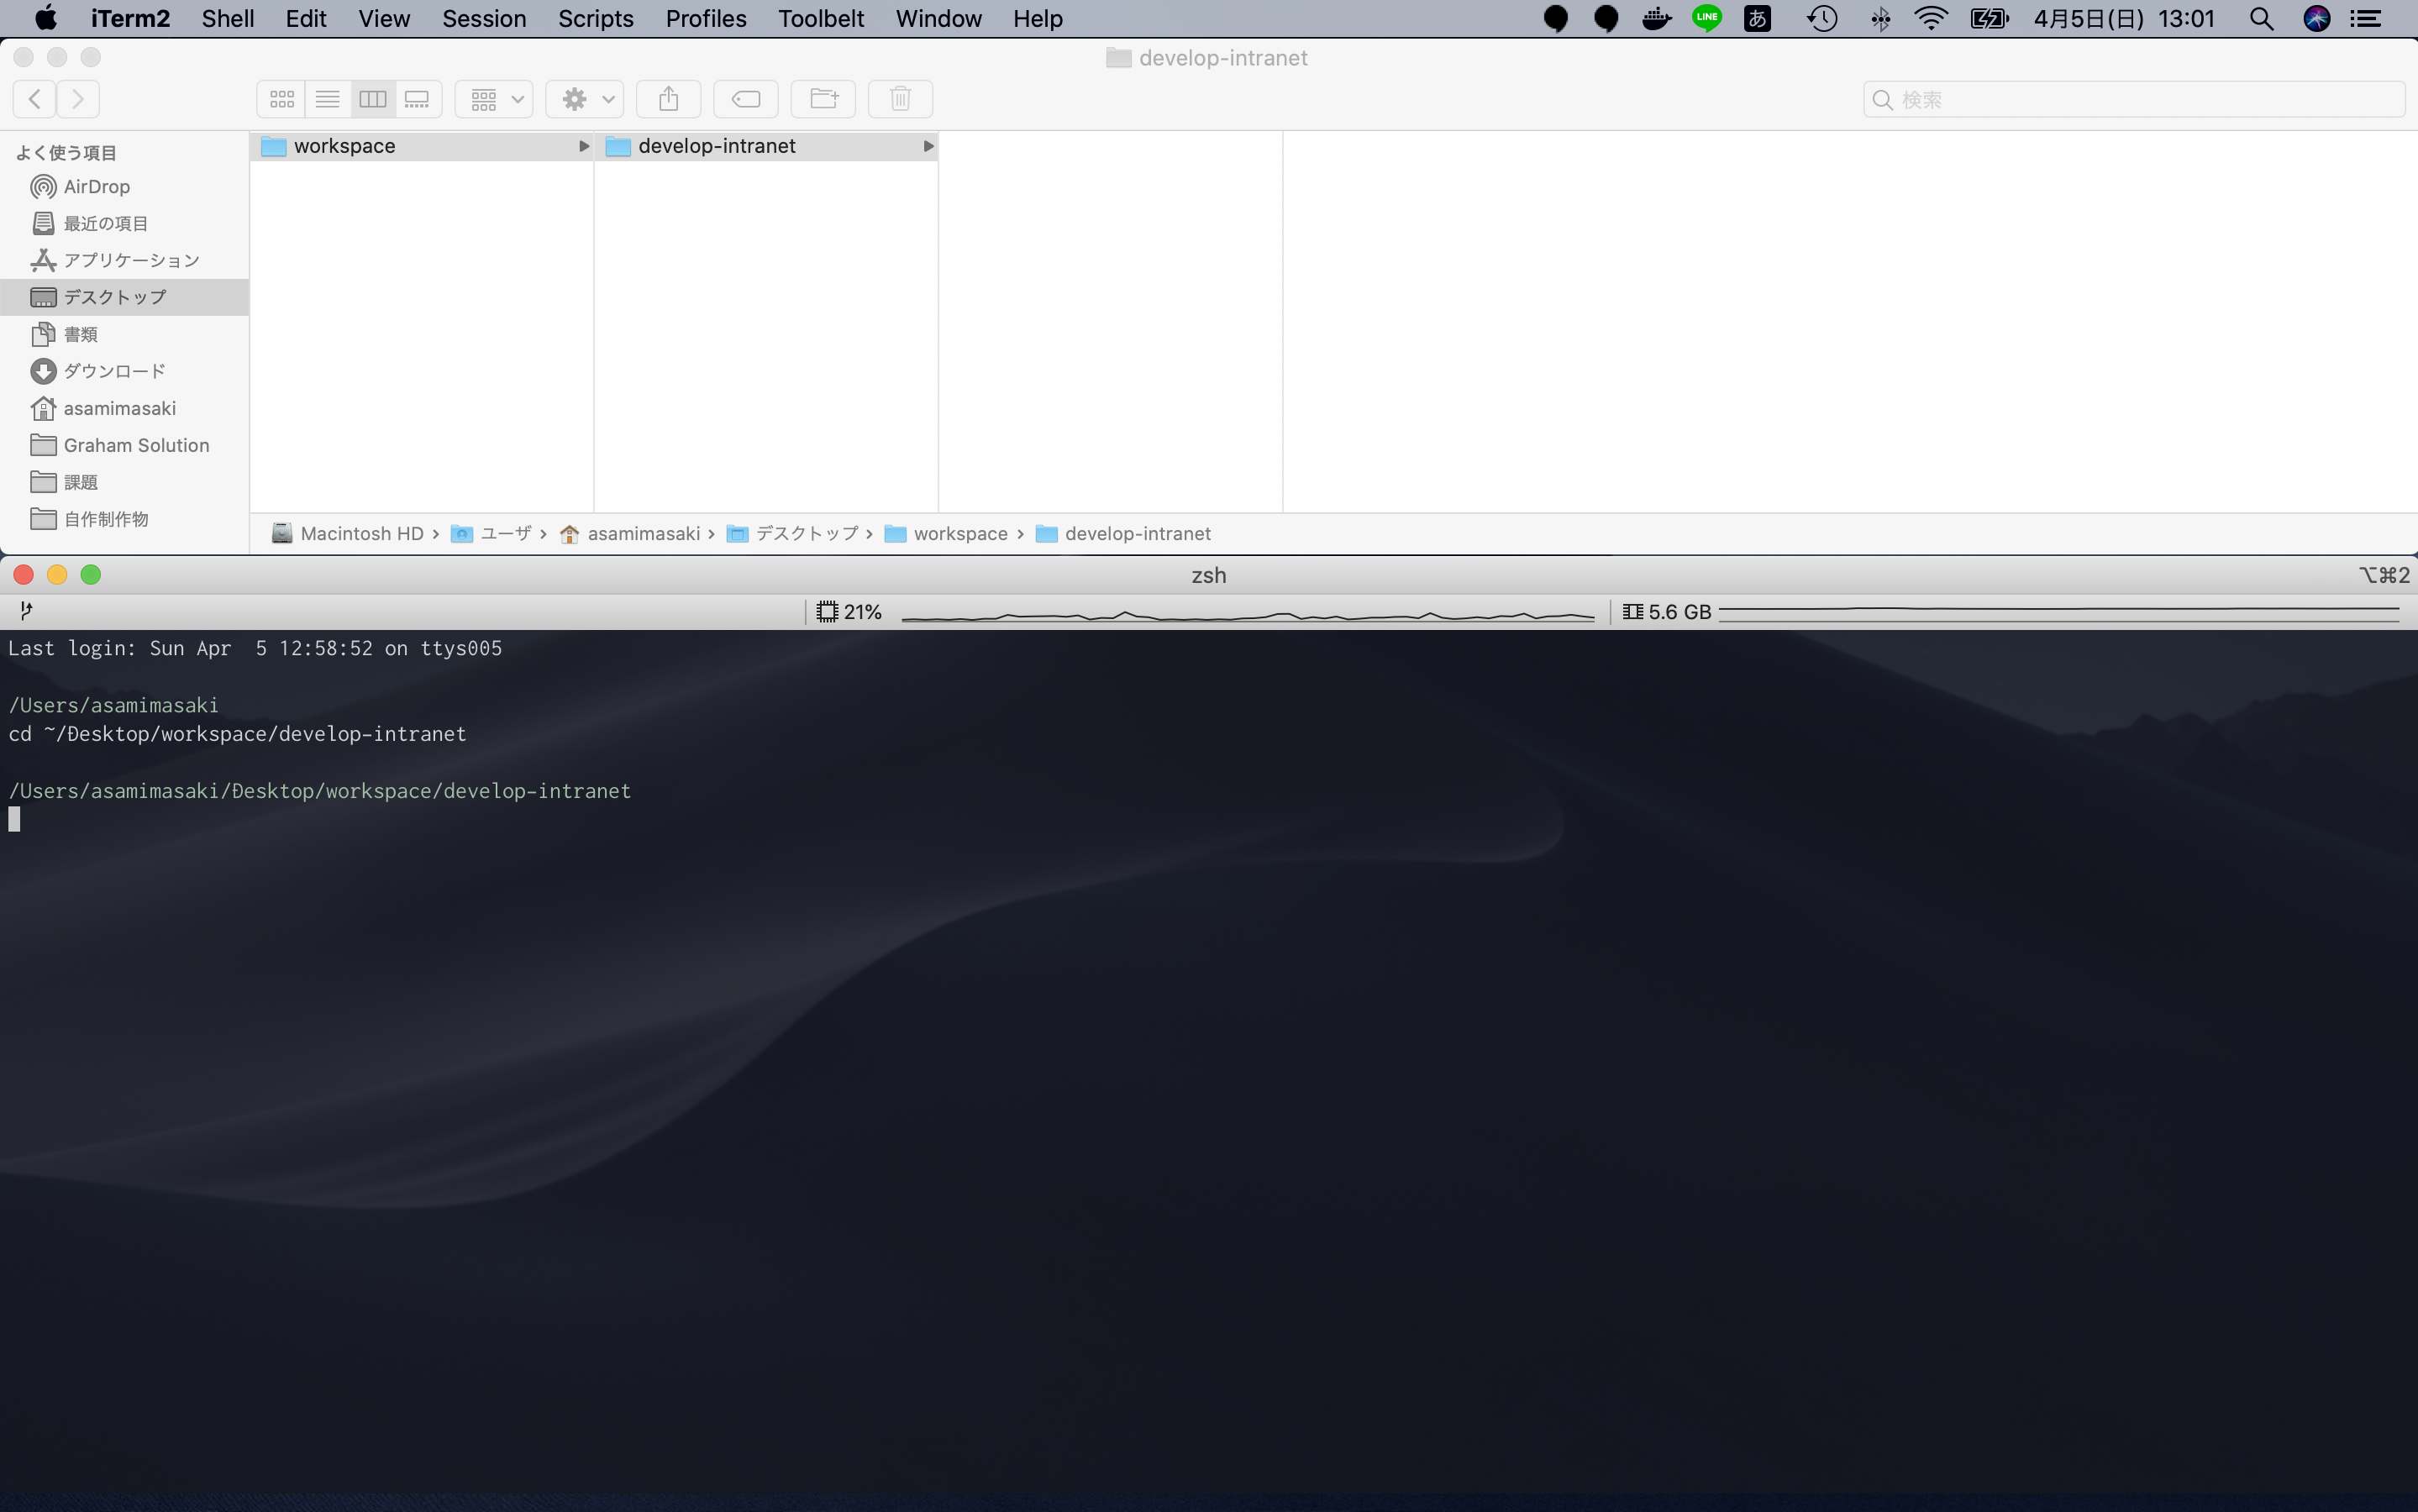 iTerm2 Shell Edit View Session Scripts Profiles Toolbelt Window Help LINE あ 4月5日(日) 13:01
develop-intranet
検索
よく使う項目
AirDrop
最近の項目
アプリケーション
デスクトップ
書類
ダウンロード
asamimasaki
Graham Solution
課題
自作制作物
workspace
develop-intranet
Macintosh HD › ユーザ › asamimasaki › デスクトップ › workspace › develop-intranet
zsh ⌥⌘2
21% 5.6 GB
Last login: Sun Apr  5 12:58:52 on ttys005
/Users/asamimasaki
cd ~/Desktop/workspace/develop-intranet
/Users/asamimasaki/Desktop/workspace/develop-intranet